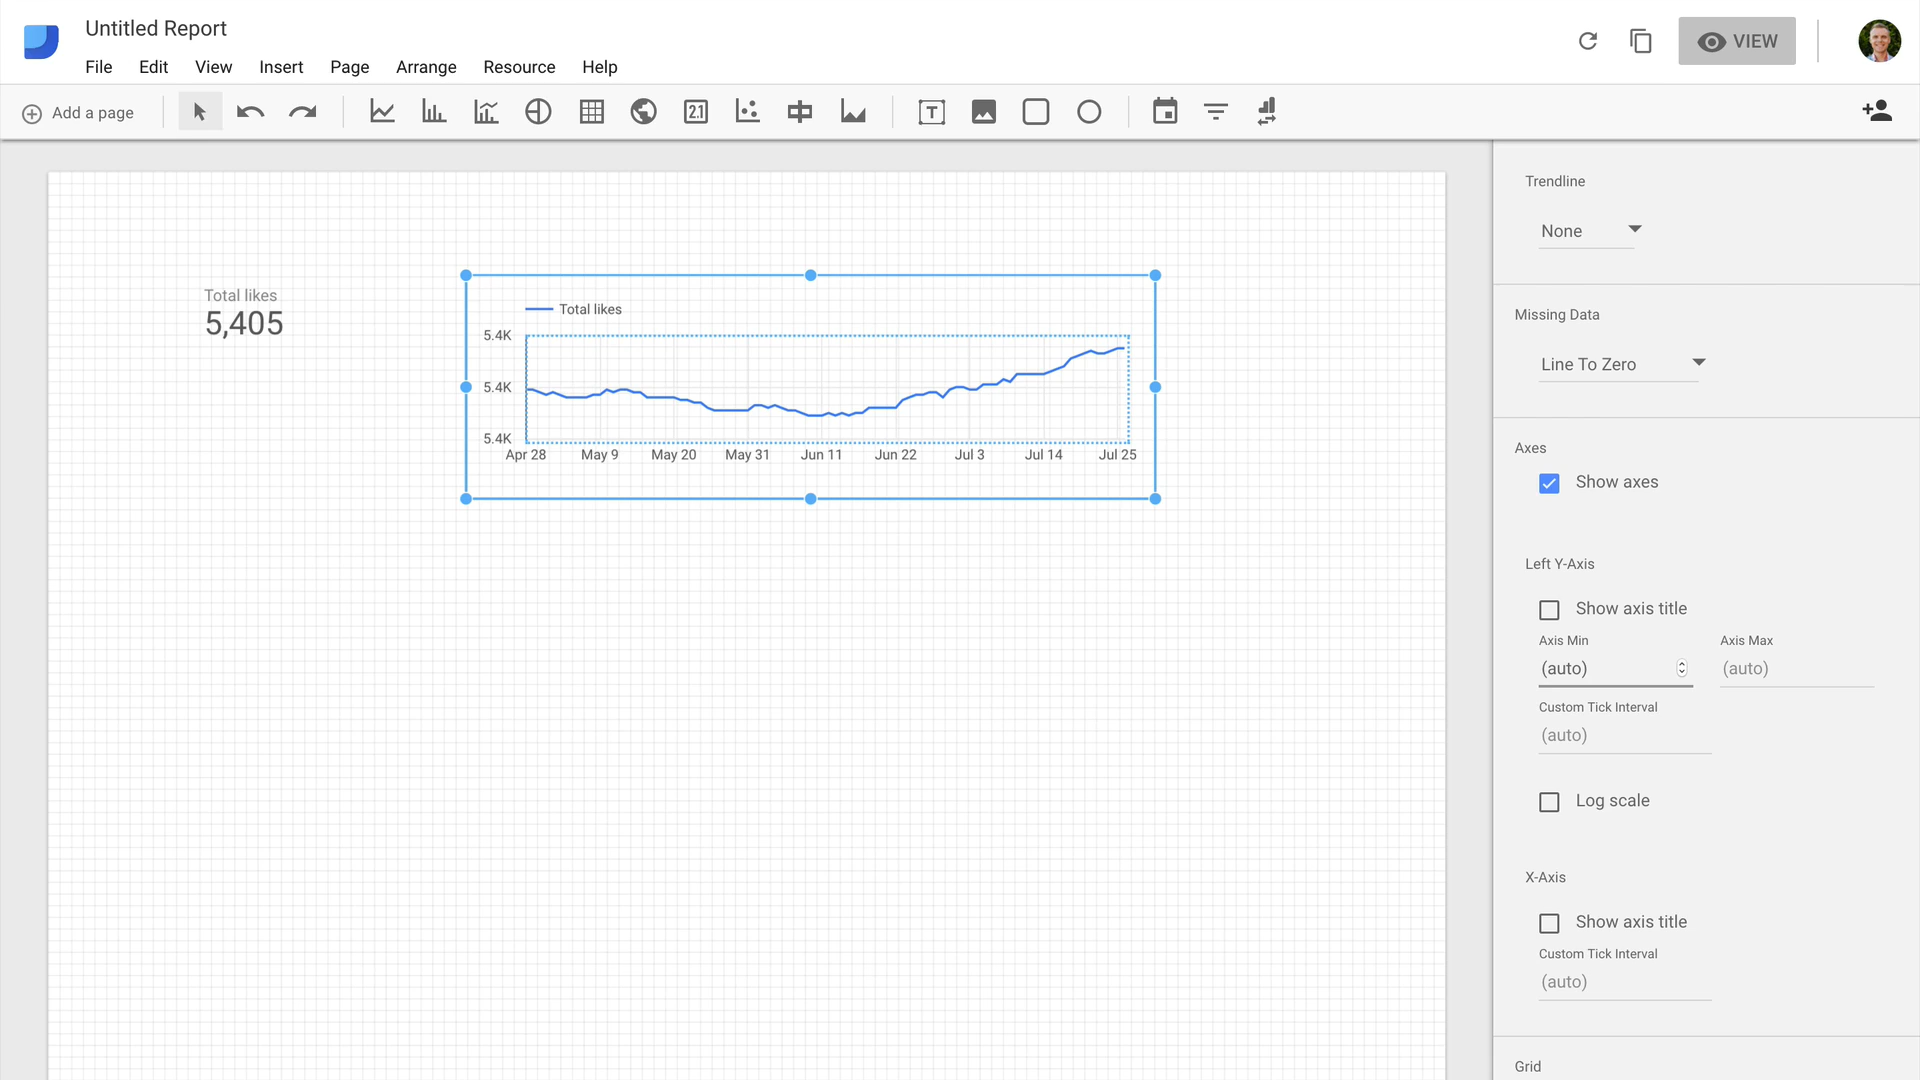 Untitled Report
File Edit View Insert Page Arrange Resource Help
VIEW
Add a page
2.1
T
Total likes
5,405
Total likes
5.4K
5.4K
5.4K
Apr 28 May 9 May 20 May 31 Jun 11 Jun 22 Jul 3 Jul 14 Jul 25
Trendline
None
Missing Data
Line To Zero
Axes
Show axes
Left Y-Axis
Show axis title
Axis Min Axis Max
(auto) (auto)
Custom Tick Interval
(auto)
Log scale
X-Axis
Show axis title
Custom Tick Interval
(auto)
Grid